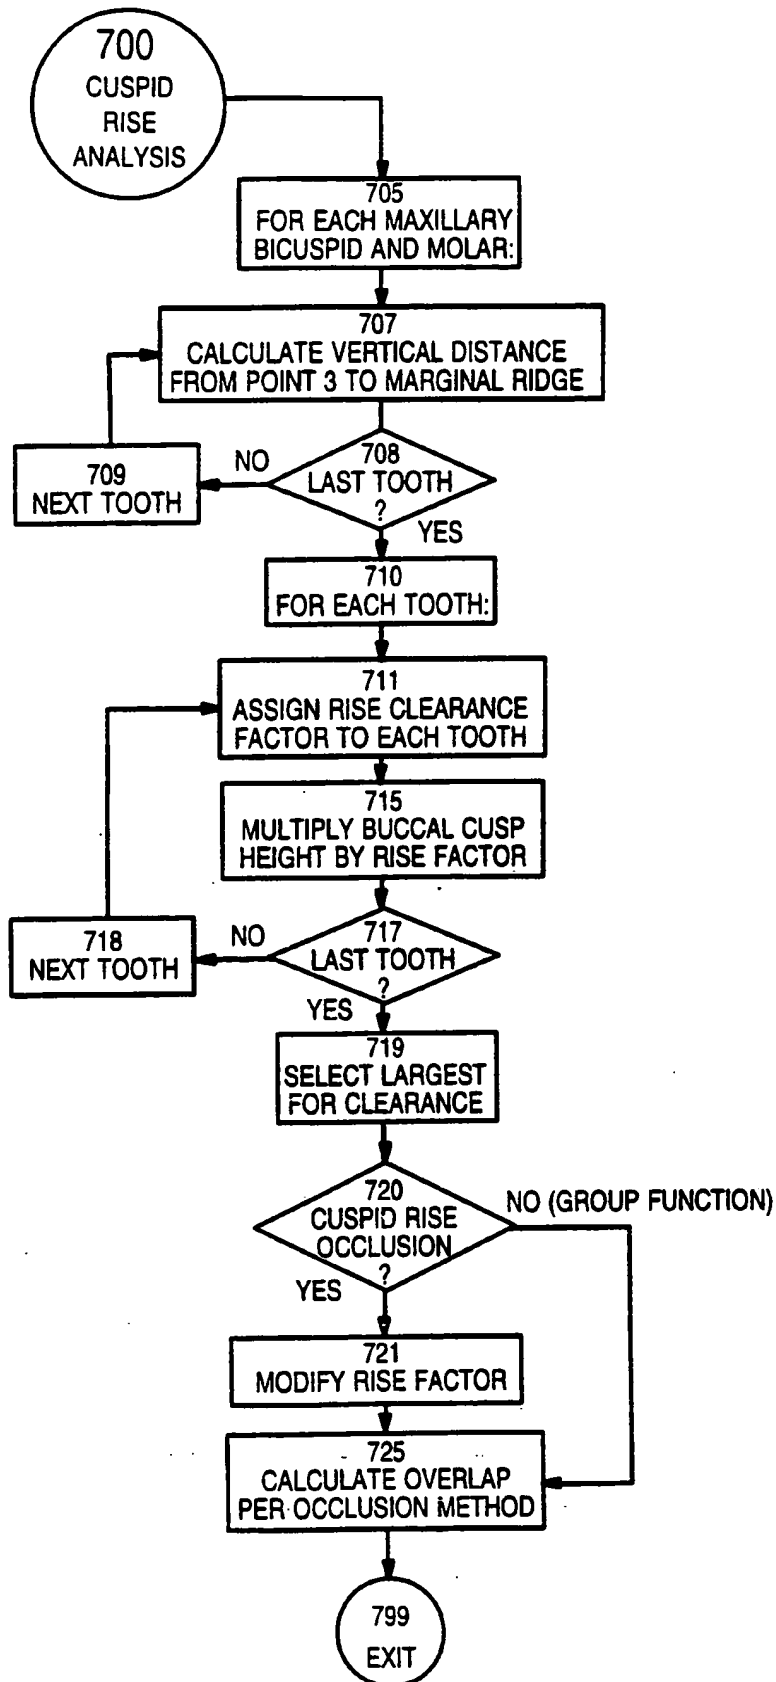 700
CUSPID
RISE
ANALYSIS
705
FOR EACH MAXILLARY
BICUSPID AND MOLAR:
707
CALCULATE VERTICAL DISTANCE
FROM POINT 3 TO MARGINAL RIDGE
708
LAST TOOTH
?
NO
709
NEXT TOOTH
YES
710
FOR EACH TOOTH:
711
ASSIGN RISE CLEARANCE
FACTOR TO EACH TOOTH
715
MULTIPLY BUCCAL CUSP
HEIGHT BY RISE FACTOR
717
LAST TOOTH
?
NO
718
NEXT TOOTH
YES
719
SELECT LARGEST
FOR CLEARANCE
720
CUSPID RISE
OCCLUSION
?
NO (GROUP FUNCTION)
YES
721
MODIFY RISE FACTOR
725
CALCULATE OVERLAP
PER OCCLUSION METHOD
799
EXIT